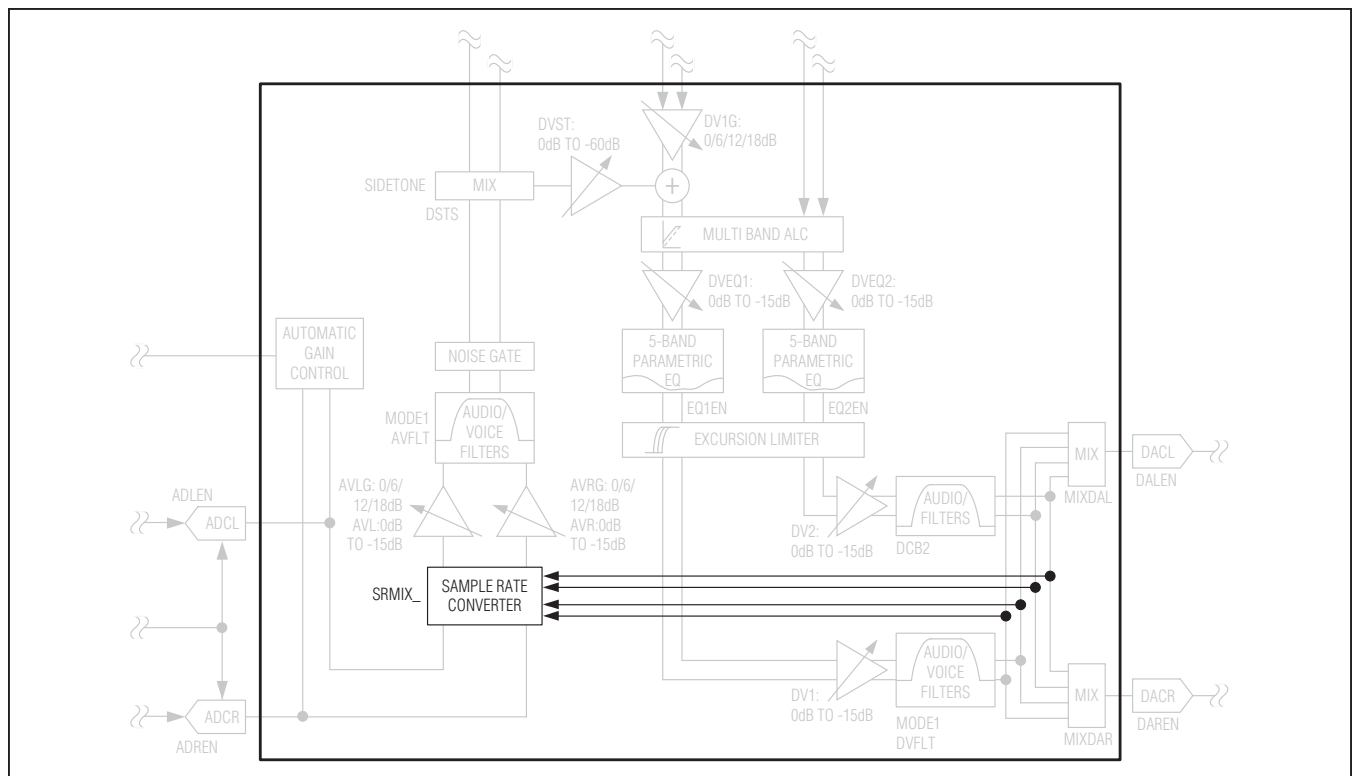 DVST:
0dB TO -60dB
DV1G:
0/6/12/18dB
SIDETONE
MIX
DSTS
+
MULTI BAND ALC
DVEQ1:
0dB TO -15dB
DVEQ2:
0dB TO -15dB
AUTOMATIC
GAIN
CONTROL
NOISE GATE
5-BAND
PARAMETRIC
EQ
5-BAND
PARAMETRIC
EQ
EQ1EN
EQ2EN
MODE1
AVFLT
AUDIO/
VOICE
FILTERS
EXCURSION LIMITER
MIX
MIXDAL
DACL
DALEN
ADLEN
ADCL
AVLG: 0/6/
12/18dB
AVL:0dB
TO -15dB
AVRG: 0/6/
12/18dB
AVR:0dB
TO -15dB
DV2:
0dB TO -15dB
AUDIO/
FILTERS
DCB2
SRMIX_
SAMPLE RATE
CONVERTER
ADCR
ADREN
DV1:
0dB TO -15dB
AUDIO/
VOICE
FILTERS
MODE1
DVFLT
MIX
MIXDAR
DACR
DAREN